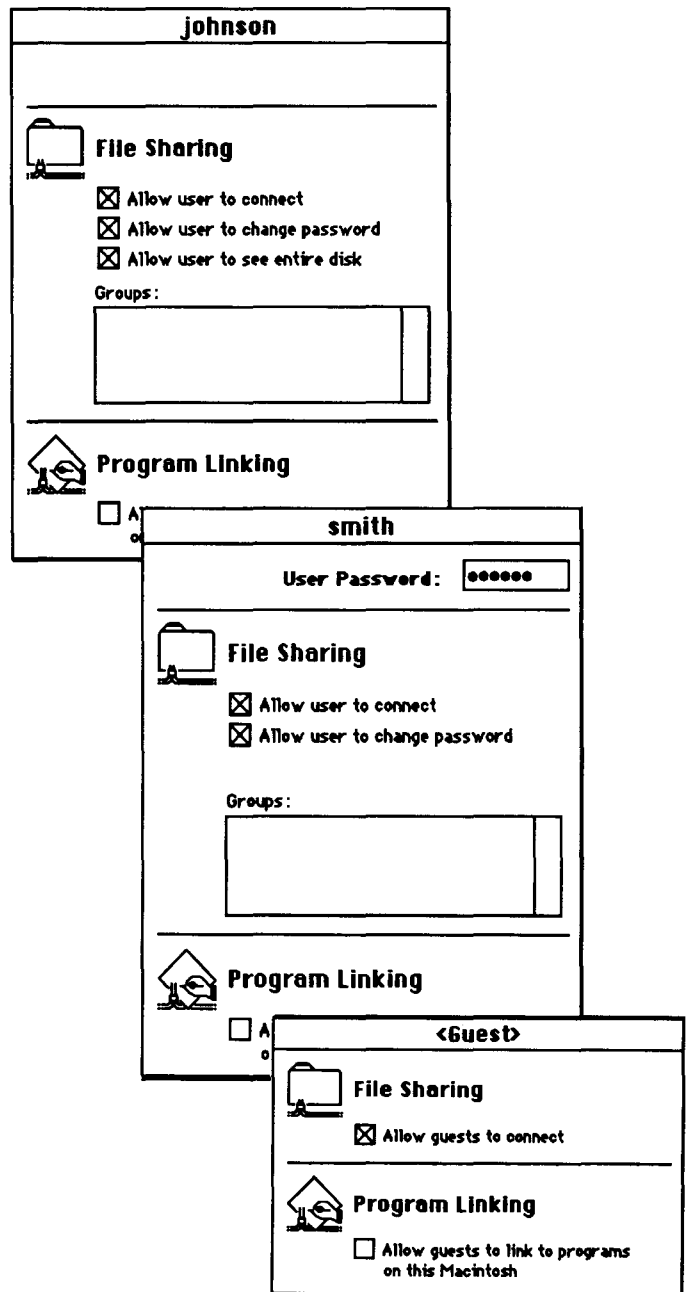 johnson
File Sharing
Allow user to connect
Allow user to change password
Allow user to see entire disk
Groups:
Program Linking
smith
User Password: ●●●●●●
File Sharing
Allow user to connect
Allow user to change password
Groups:
Program Linking
<Guest>
File Sharing
Allow guests to connect
Program Linking
Allow guests to link to programs
on this Macintosh